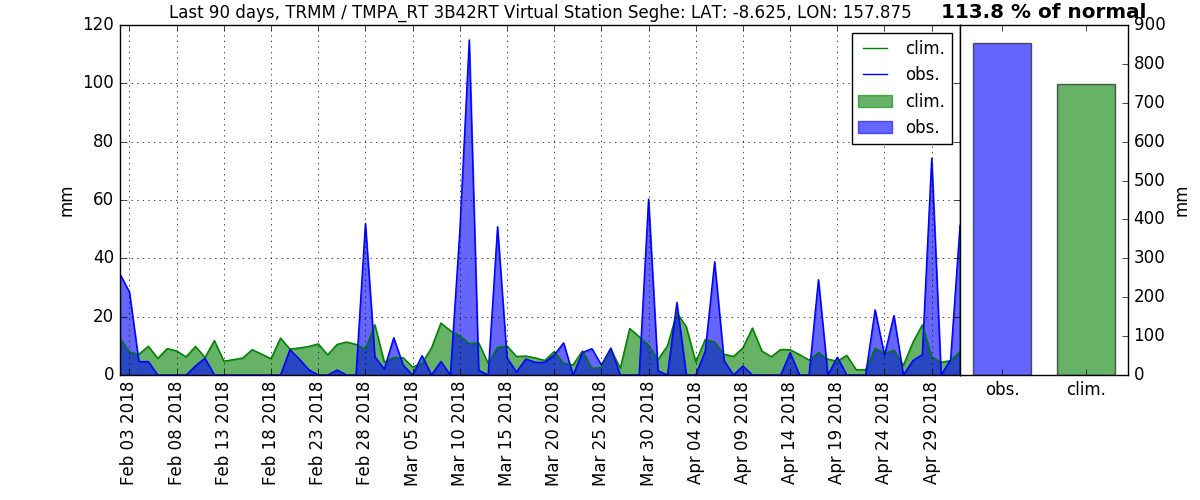 Last 90 days, TRMM / TMPA_RT 3B42RT Virtual Station Seghe: LAT: -8.625, LON: 157.875
113.8 % of normal
120
100
80
60
40
20
0
mm
clim.
obs.
clim.
obs.
Feb 03 2018
Feb 08 2018
Feb 13 2018
Feb 18 2018
Feb 23 2018
Feb 28 2018
Mar 05 2018
Mar 10 2018
Mar 15 2018
Mar 20 2018
Mar 25 2018
Mar 30 2018
Apr 04 2018
Apr 09 2018
Apr 14 2018
Apr 19 2018
Apr 24 2018
Apr 29 2018
900
800
700
600
500
400
300
200
100
0
mm
obs.
clim.